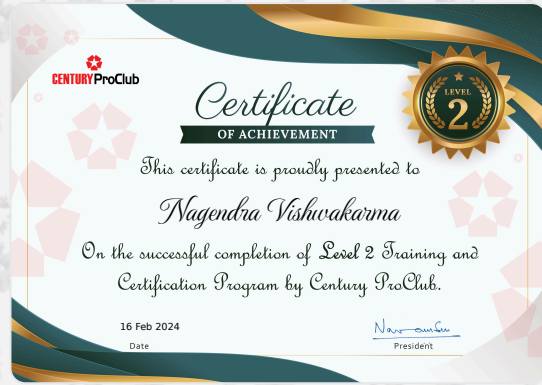 CENTURY ProClub
LEVEL
2
Certificate
OF ACHIEVEMENT
This certificate is proudly presented to
Nagendra Vishwakarma
On the successful completion of Level 2 Training and
Certification Program by Century ProClub.
16 Feb 2024
Date
President